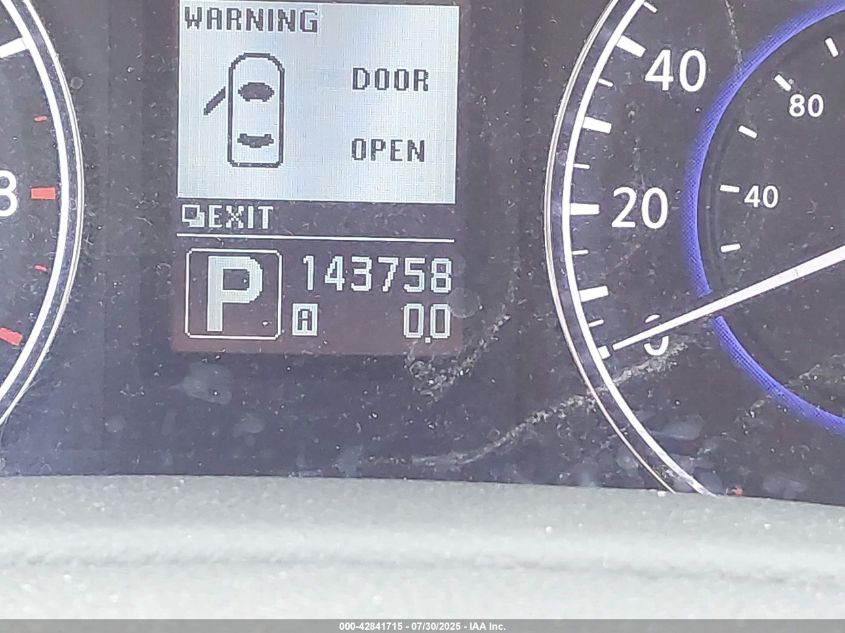 WARNING
DOOR
OPEN
EXIT
P
143758
A 0.0
8
40
20
0
80
40
000-42841715 - 07/30/2025 - IAA Inc.